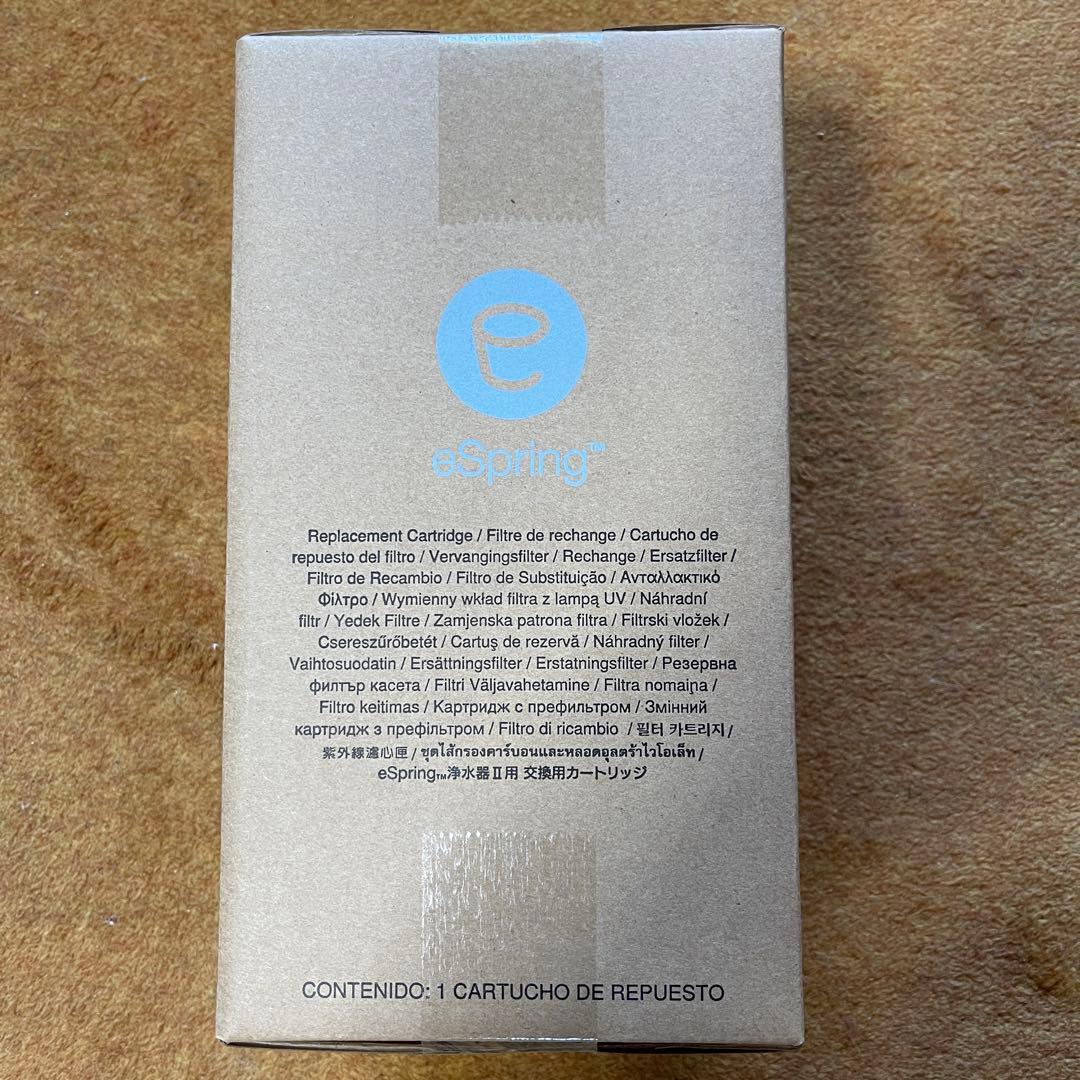 eSpring™
Replacement Cartridge / Filtre de rechange / Cartucho de
repuesto del filtro / Vervangingsfilter / Rechange / Ersatzfilter /
Filtro de Recambio / Filtro de Substituição / Ανταλλακτικό
Φίλτρο / Wymienny wkład filtra z lampą UV / Náhradní
filtr / Yedek Filtre / Zamjenska patrona filtra / Filtrski vložek /
Csereszűrőbetét / Cartuş de rezervă / Náhradný filter /
Vaihtosuodatin / Ersättningsfilter / Erstatningsfilter / Резервна
филтър касета / Filtri Väljavahetamine / Filtra nomaiņa /
Filtro keitimas / Картридж с префильтром / Змінний
картридж з префільтром / Filtro di ricambio / 필터 카트리지 /
紫外線濾心匣 / ชุดไส้กรองคาร์บอนและหลอดอุลตร้าไวโอเล็ท /
eSpring™浄水器Ⅱ用 交換用カートリッジ
CONTENIDO: 1 CARTUCHO DE REPUESTO